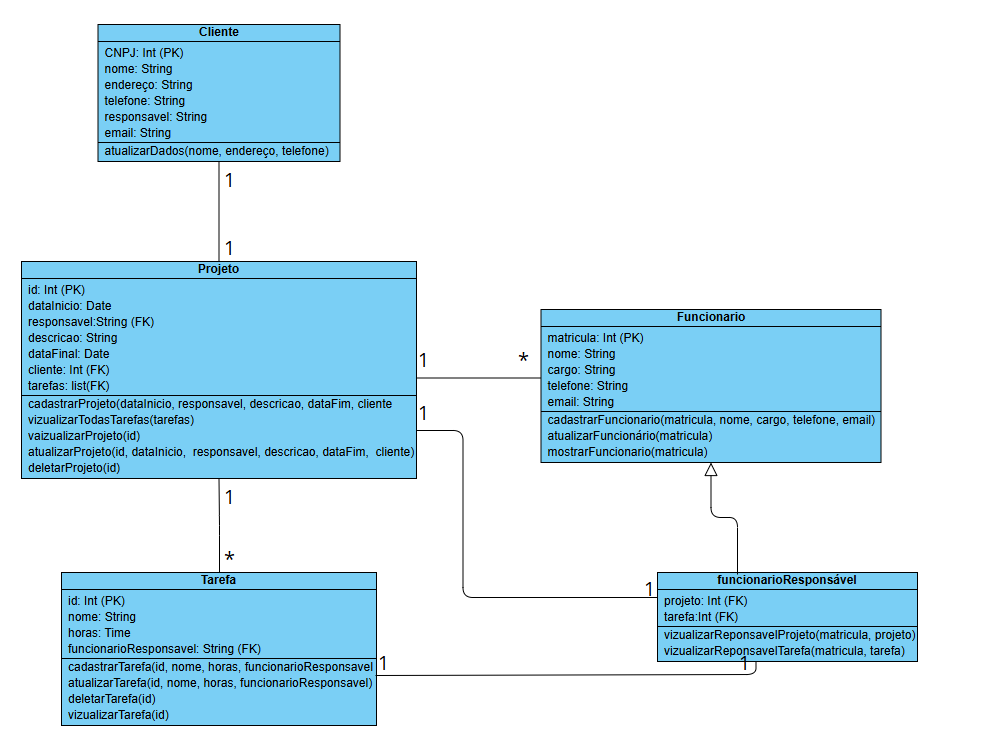 Cliente
CNPJ: Int (PK)
nome: String
endereço: String
telefone: String
responsavel: String
email: String
atualizarDados(nome, endereço, telefone)
1
1
Projeto
id: Int (PK)
dataInicio: Date
responsavel:String (FK)
descricao: String
dataFinal: Date
cliente: Int (FK)
tarefas: list(FK)
cadastrarProjeto(dataInicio, responsavel, descricao, dataFim, cliente
vizualizarTodasTarefas(tarefas)
vaizualizarProjeto(id)
atualizarProjeto(id, dataInicio, responsavel, descricao, dataFim, cliente)
deletarProjeto(id)
1
*
1
Funcionario
matricula: Int (PK)
nome: String
cargo: String
telefone: String
email: String
cadastrarFuncionario(matricula, nome, cargo, telefone, email)
atualizarFuncionário(matricula)
mostrarFuncionario(matricula)
1
*
Tarefa
id: Int (PK)
nome: String
horas: Time
funcionarioResponsavel: String (FK)
cadastrarTarefa(id, nome, horas, funcionarioResponsavel
atualizarTarefa(id, nome, horas, funcionarioResponsavel)
deletarTarefa(id)
vizualizarTarefa(id)
1
1
funcionarioResponsável
projeto: Int (FK)
tarefa:Int (FK)
vizualizarReponsavelProjeto(matricula, projeto)
vizualizarReponsavelTarefa(matricula, tarefa)
1